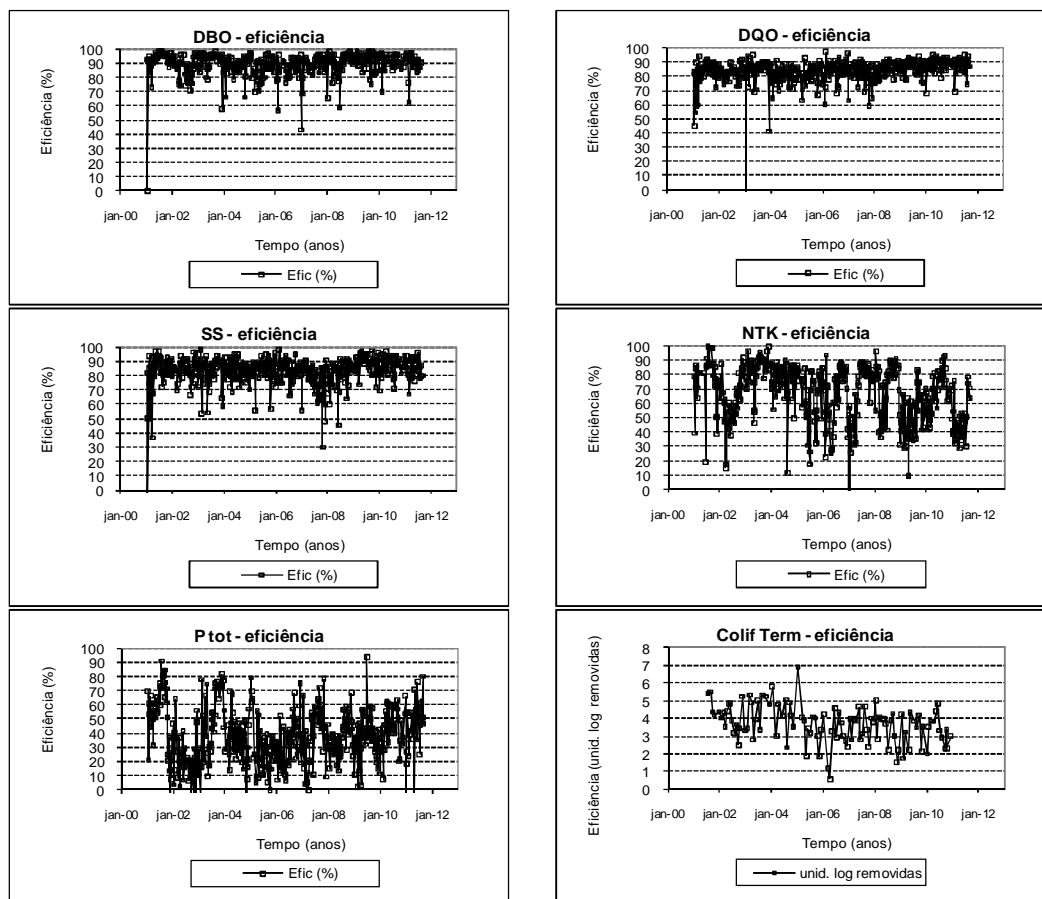 DBO - eficiência
100
90
80
70
60
50
40
30
20
10
0
Eficiência (%)
jan-00 jan-02 jan-04 jan-06 jan-08 jan-10 jan-12
Tempo (anos)
Efic (%)
DQO - eficiência
100
90
80
70
60
50
40
30
20
10
0
Eficiência (%)
jan-00 jan-02 jan-04 jan-06 jan-08 jan-10 jan-12
Tempo (anos)
Efic (%)
SS - eficiência
100
90
80
70
60
50
40
30
20
10
0
Eficiência (%)
jan-00 jan-02 jan-04 jan-06 jan-08 jan-10 jan-12
Tempo (anos)
Efic (%)
NTK - eficiência
100
90
80
70
60
50
40
30
20
10
0
Eficiência (%)
jan-00 jan-02 jan-04 jan-06 jan-08 jan-10 jan-12
Tempo (anos)
Efic (%)
P tot - eficiência
100
90
80
70
60
50
40
30
20
10
0
Eficiência (%)
jan-00 jan-02 jan-04 jan-06 jan-08 jan-10 jan-12
Tempo (anos)
Efic (%)
Colif Term - eficiência
8
7
6
5
4
3
2
1
0
Eficiência (unid. log removidas)
jan-00 jan-02 jan-04 jan-06 jan-08 jan-10 jan-12
Tempo (anos)
unid. log removidas